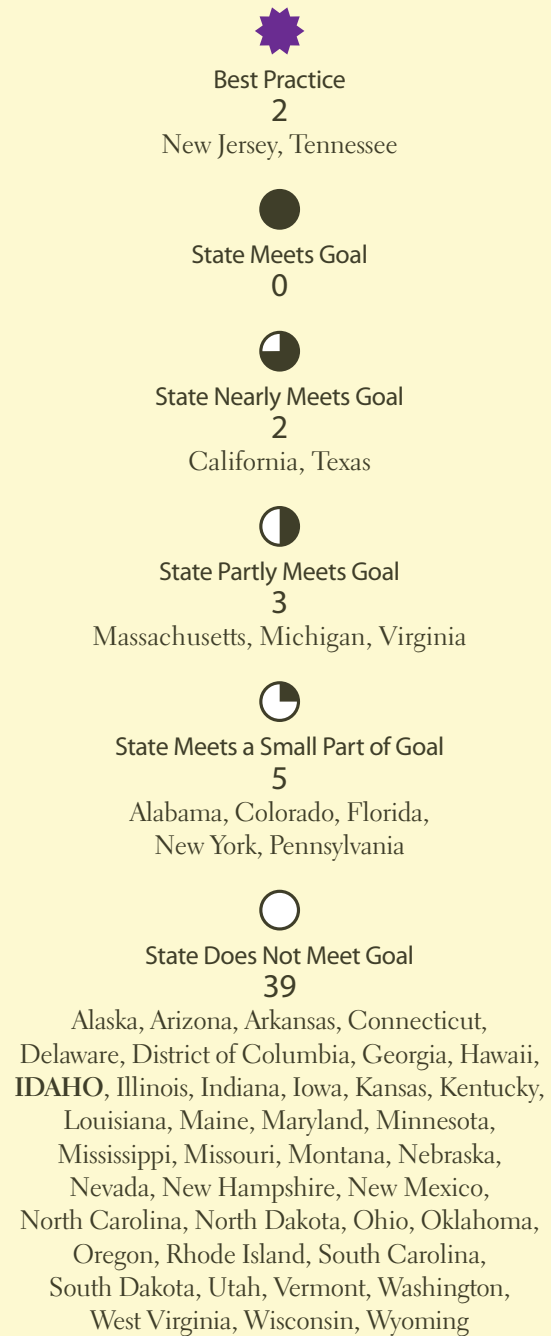 Best Practice
2
New Jersey, Tennessee
State Meets Goal
0
State Nearly Meets Goal
2
California, Texas
State Partly Meets Goal
3
Massachusetts, Michigan, Virginia
State Meets a Small Part of Goal
5
Alabama, Colorado, Florida,
New York, Pennsylvania
State Does Not Meet Goal
39
Alaska, Arizona, Arkansas, Connecticut,
Delaware, District of Columbia, Georgia, Hawaii,
IDAHO, Illinois, Indiana, Iowa, Kansas, Kentucky,
Louisiana, Maine, Maryland, Minnesota,
Mississippi, Missouri, Montana, Nebraska,
Nevada, New Hampshire, New Mexico,
North Carolina, North Dakota, Ohio, Oklahoma,
Oregon, Rhode Island, South Carolina,
South Dakota, Utah, Vermont, Washington,
West Virginia, Wisconsin, Wyoming